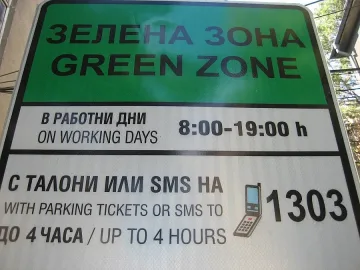 ЗЕЛЕНА ЗОНА
GREEN ZONE
В РАБОТНИ ДНИ
ON WORKING DAYS
8:00-19:00 h
С ТАЛОНИ ИЛИ SMS НА
WITH PARKING TICKETS OR SMS TO
1303
ДО 4 ЧАСА / UP TO 4 HOURS